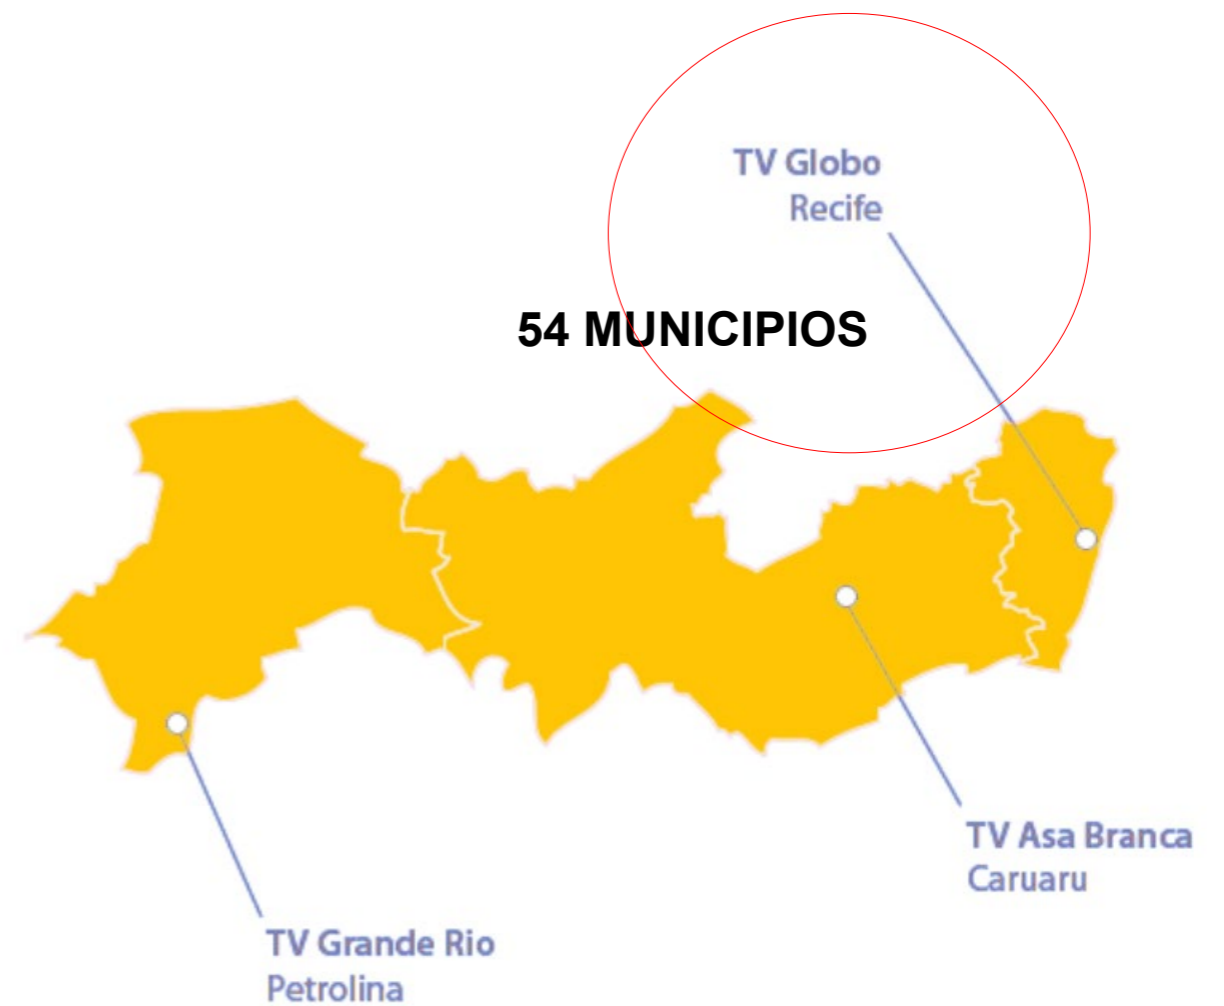 TV Globo
Recife
54 MUNICIPIOS
TV Asa Branca
Caruaru
TV Grande Rio
Petrolina